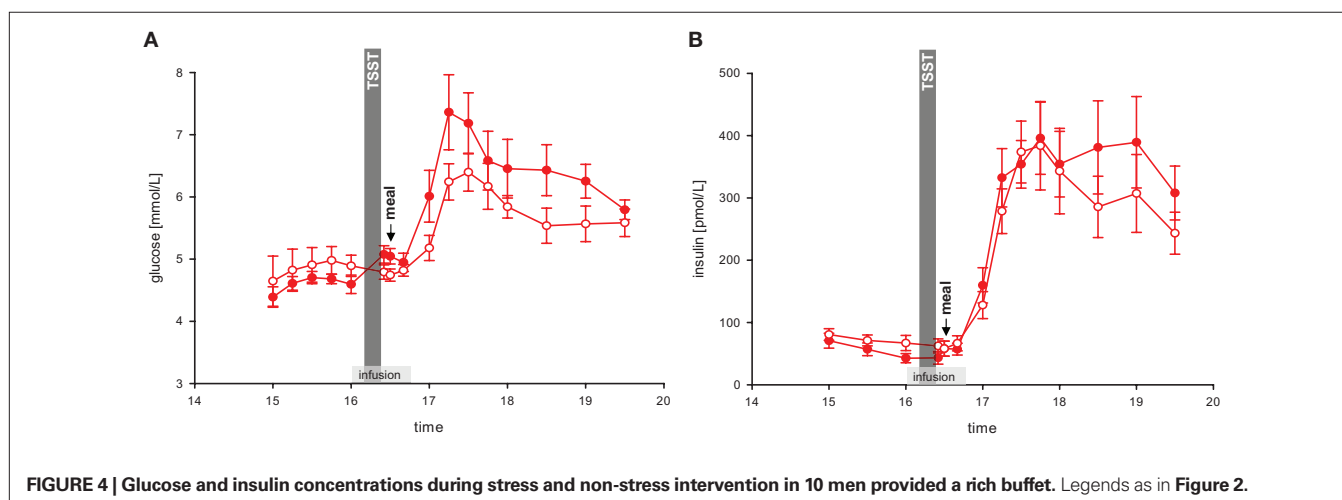 A
B
8
7
6
5
4
3
glucose [mmol/L]
TSST
meal
infusion
14 15 16 17 18 19 20
time
500
400
300
200
100
0
insulin [pmol/L]
TSST
meal
infusion
14 15 16 17 18 19 20
time
FIGURE 4 | Glucose and insulin concentrations during stress and non-stress intervention in 10 men provided a rich buffet. Legends as in Figure 2.